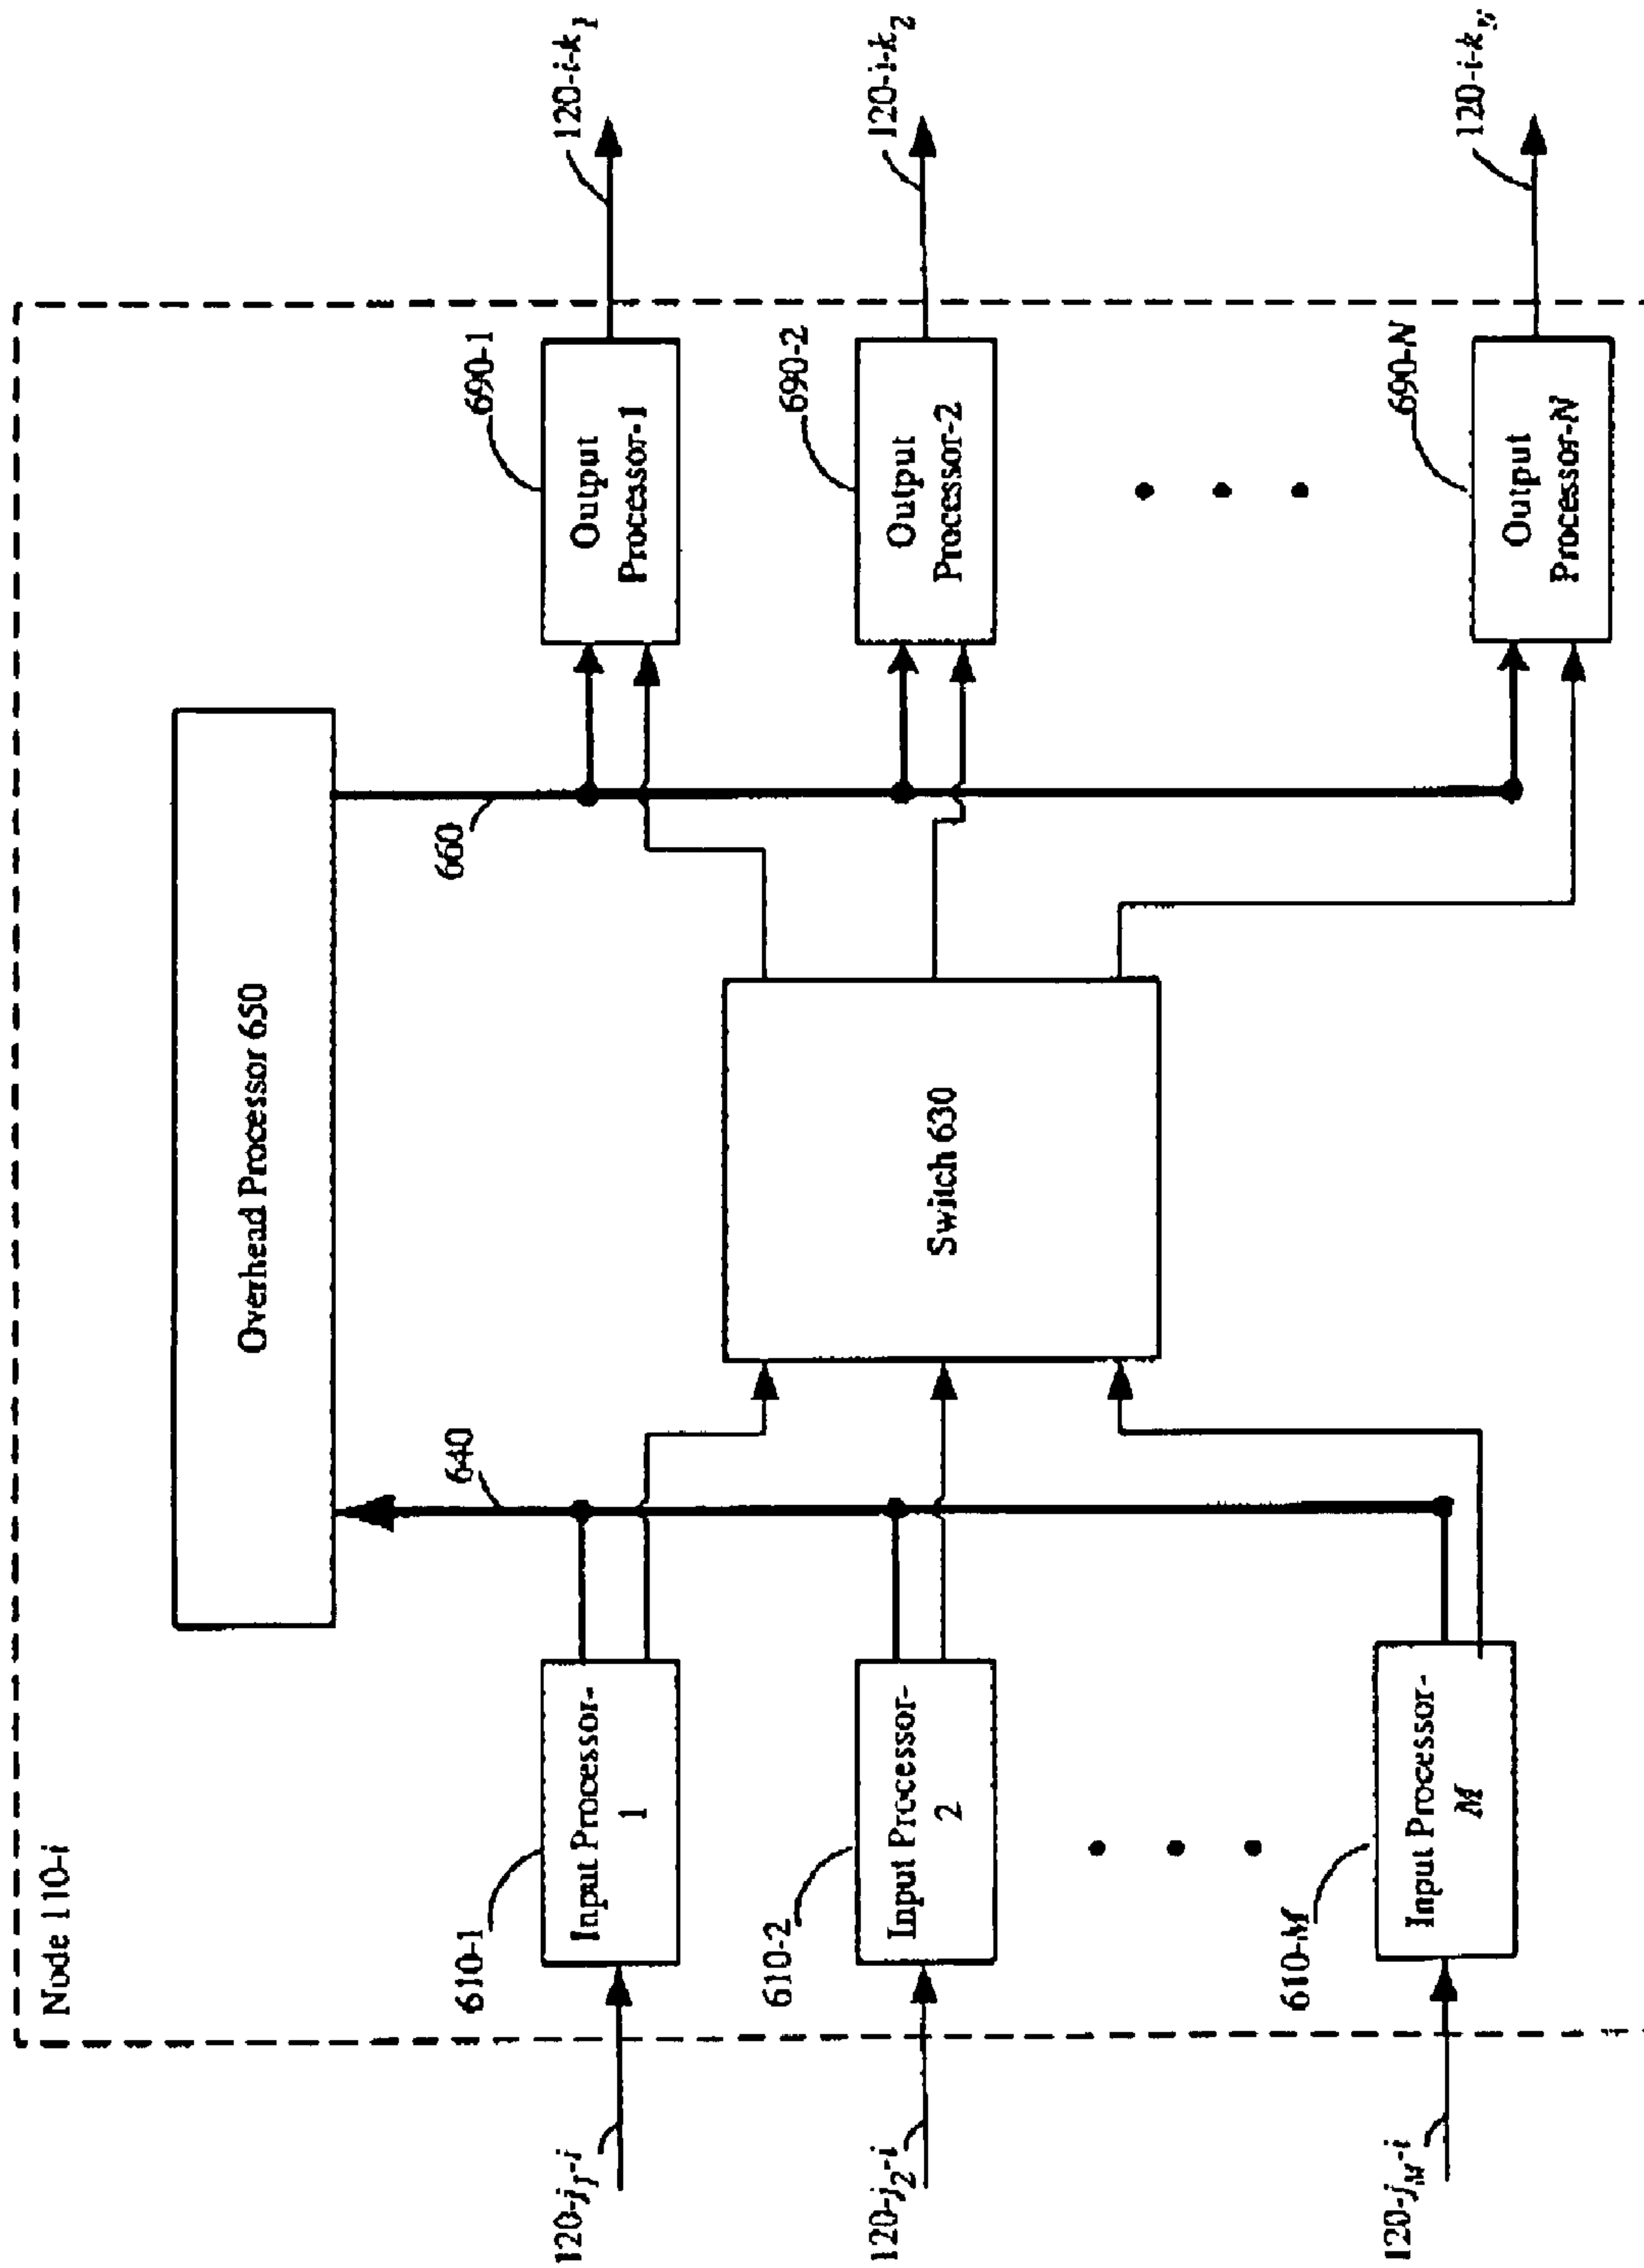 Node 110-i
Overhead Processor 650
640
660
610-1
690-1
120-j1-i
Input Processor-
1
Output
Processor-1
120-i-k1
610-2
690-2
120-j2-i
Input Processor-
2
Switch 630
Output
Processor-2
120-i-k2
610-M
690-N
120-jM-i
Input Processor-
M
Output
Processor-N
120-i-kN